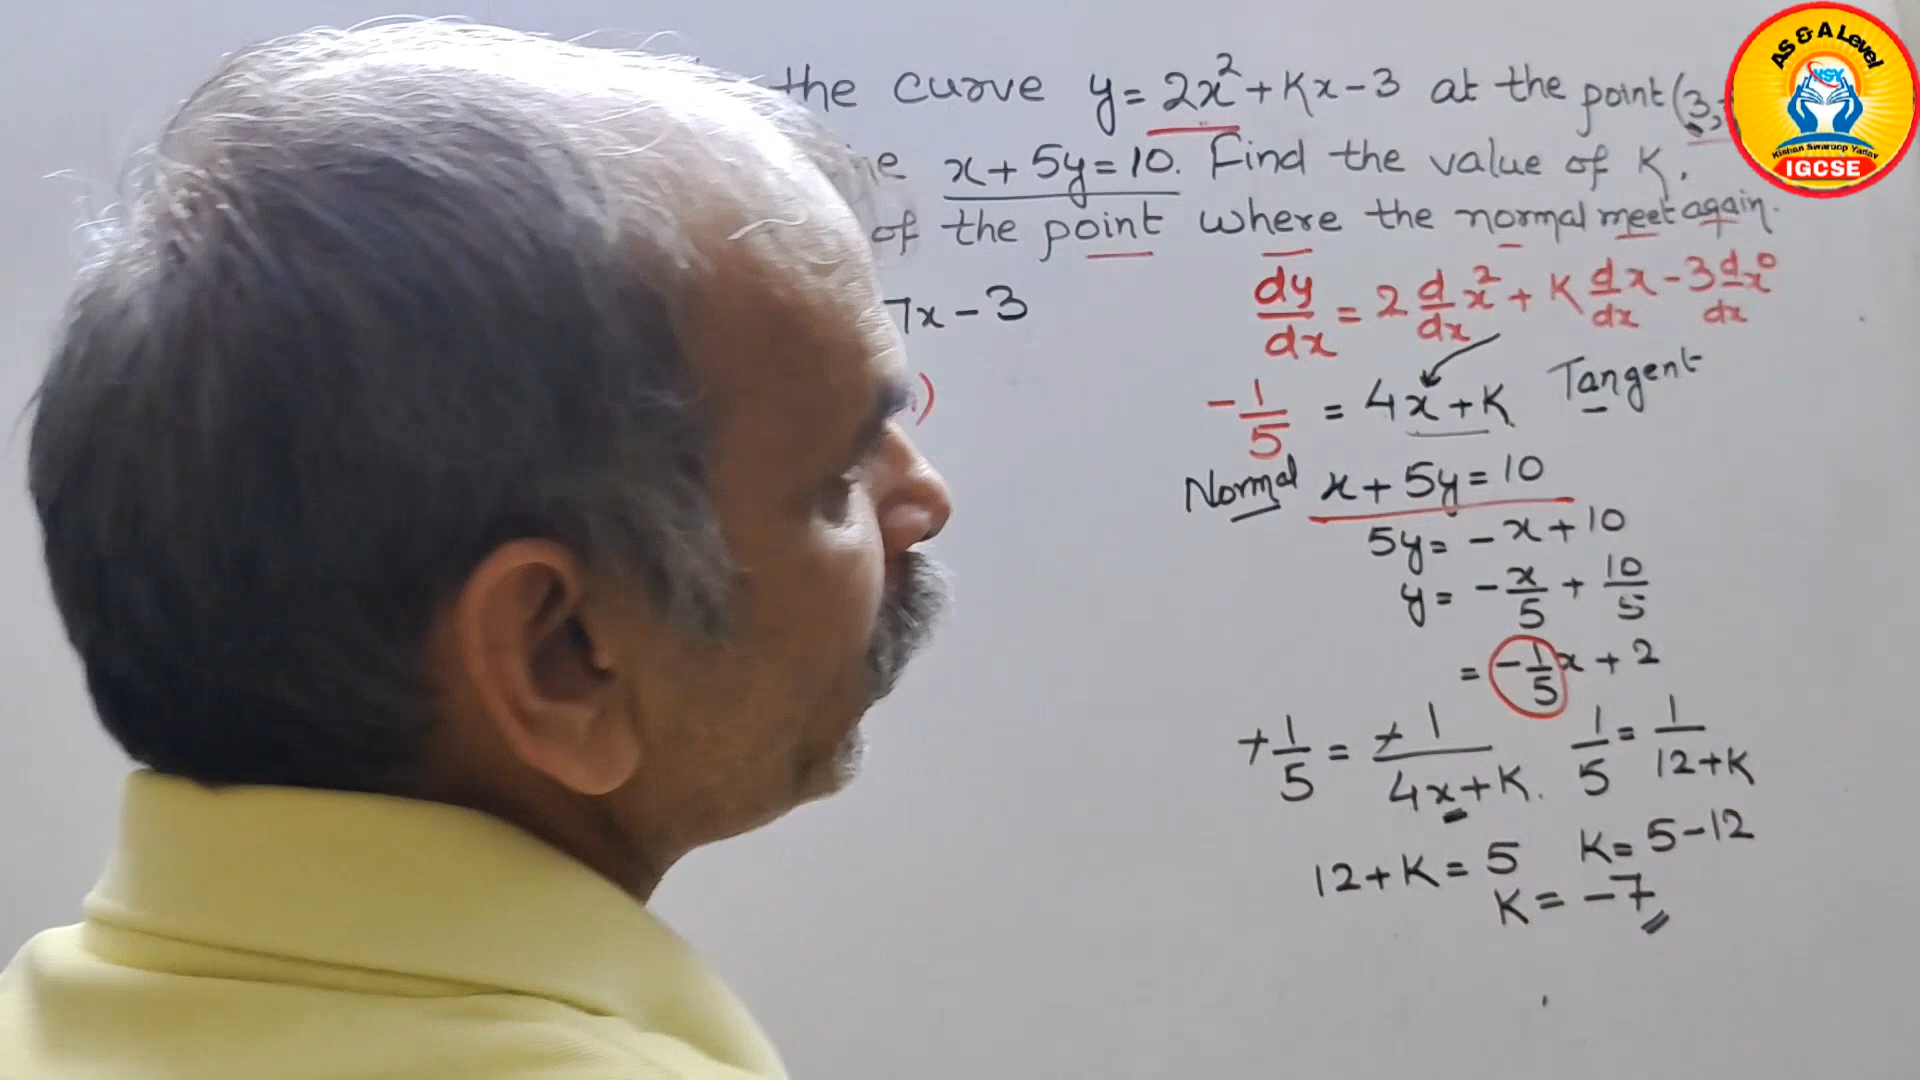 the curve y = 2x² + Kx - 3 at the point (3,
x + 5y = 10. Find the value of K.
of the point where the normal meet again.
7x - 3
dy/dx = 2 d/dx x² + K d/dx x - 3 d/dx x⁰
-1/5 = 4x + K Tangent
Normal x + 5y = 10
5y = -x + 10
y = -x/5 + 10/5
= -1/5 x + 2
+1/5 = +1/4x+K. 1/5 = 1/12+K
12 + K = 5 K = 5 - 12
K = -7
AS & A Level
KSY
Kishan Swaroop Yadav
IGCSE